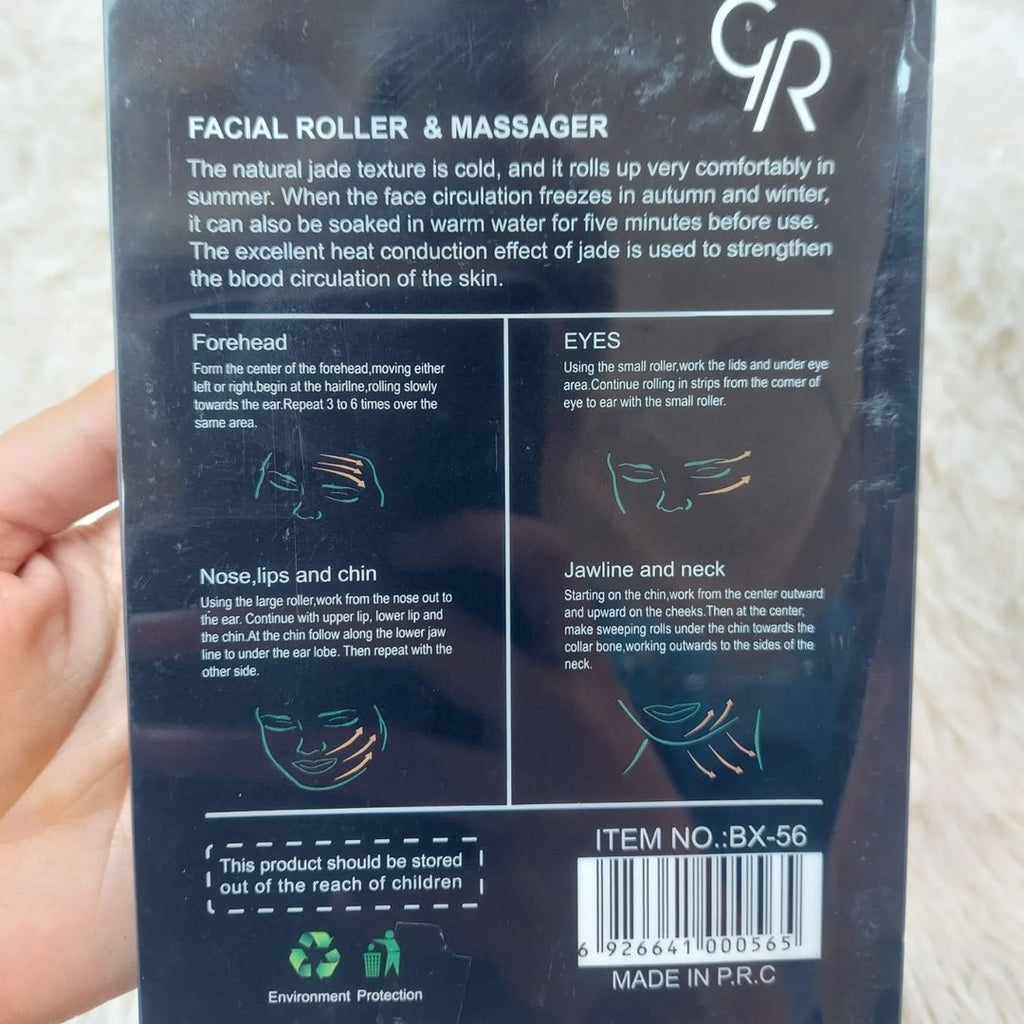 GR
FACIAL ROLLER & MASSAGER
The natural jade texture is cold, and it rolls up very comfortably in
summer. When the face circulation freezes in autumn and winter,
it can also be soaked in warm water for five minutes before use.
The excellent heat conduction effect of jade is used to strengthen
the blood circulation of the skin.
Forehead
Form the center of the forehead,moving either
left or right,begin at the hairline,rolling slowly
towards the ear.Repeat 3 to 6 times over the
same area.
EYES
Using the small roller,work the lids and under eye
area.Continue rolling in strips from the corner of
eye to ear with the small roller.
Nose,lips and chin
Using the large roller,work from the nose out to
the ear. Continue with upper lip, lower lip and
the chin.At the chin follow along the lower jaw
line to under the ear lobe. Then repeat with the
other side.
Jawline and neck
Starting on the chin,work from the center outward
and upward on the cheeks.Then at the center,
make sweeping rolls under the chin towards the
collar bone,working outwards to the sides of the
neck.
This product should be stored
out of the reach of children
Environment Protection
ITEM NO.:BX-56
6 926641 000565
MADE IN P.R.C